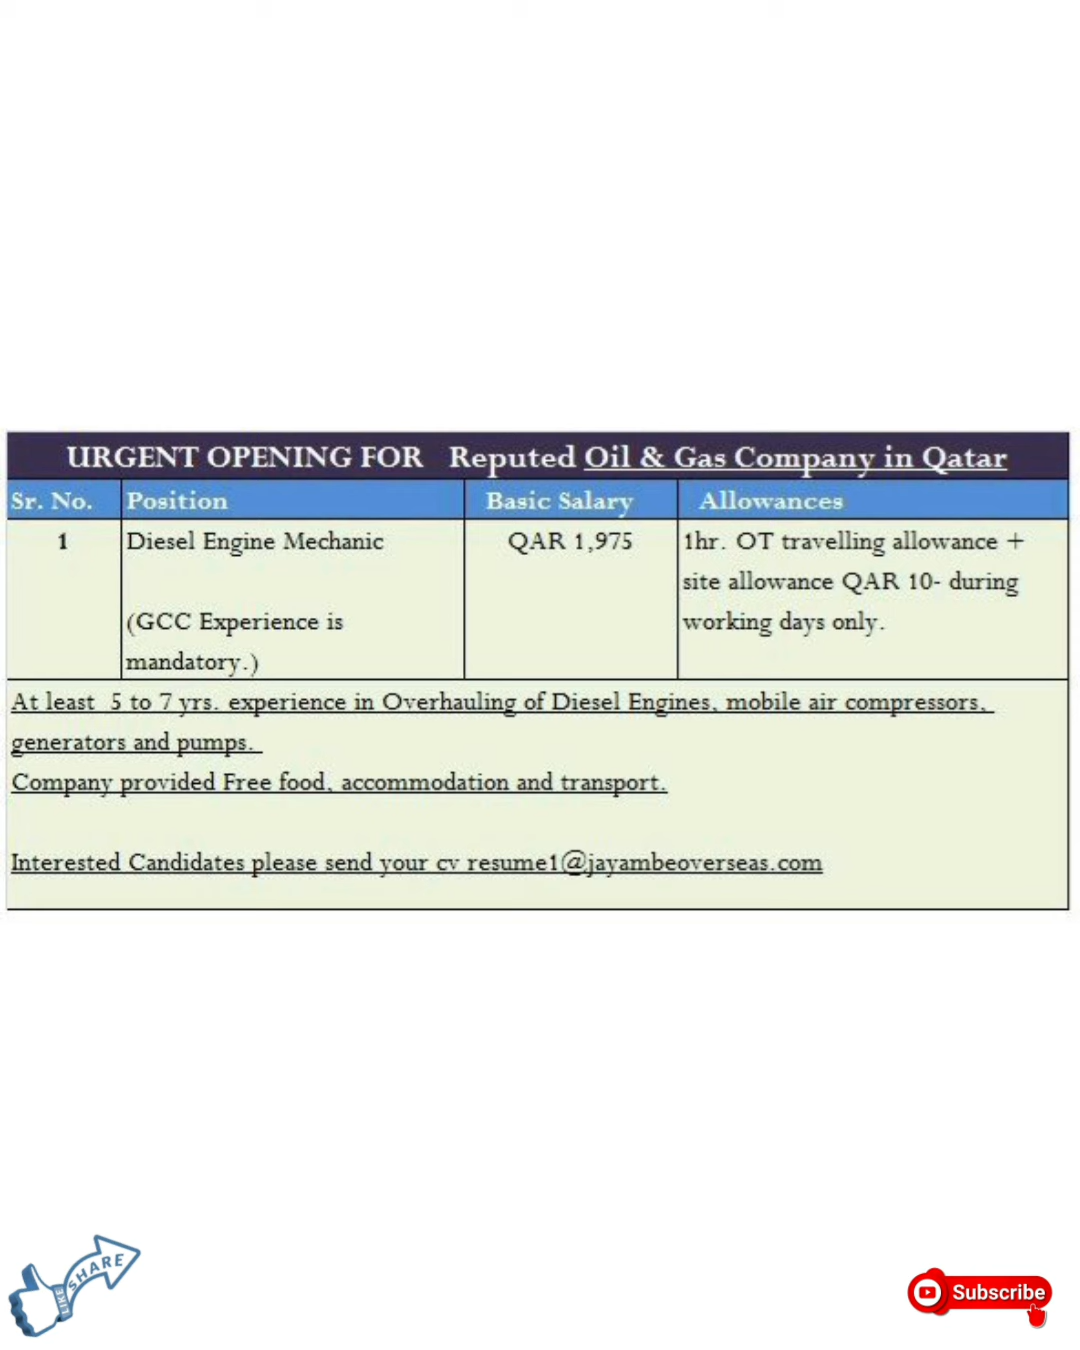 URGENT OPENING FOR Reputed Oil & Gas Company in Qatar
Sr. No. Position Basic Salary Allowances
1 Diesel Engine Mechanic QAR 1,975 1hr. OT travelling allowance +
site allowance QAR 10- during
(GCC Experience is working days only.
mandatory.)
At least 5 to 7 yrs. experience in Overhauling of Diesel Engines, mobile air compressors,
generators and pumps.
Company provided Free food, accommodation and transport.
Interested Candidates please send your cv resume1@jayambeoverseas.com
SHARE
LIKE
Subscribe